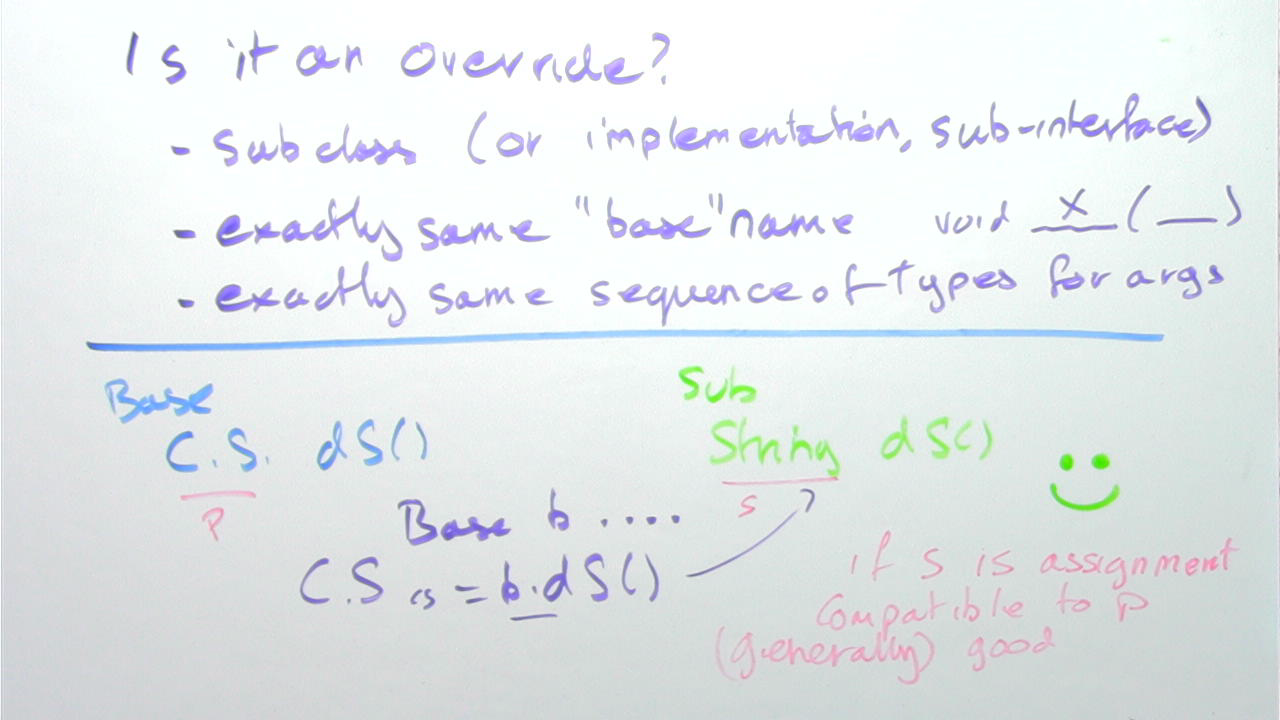 Is it an override?
- subclass (or implementation, sub-interface)
- exactly same "base" name void X ( __ )
- exactly same sequence of types for args
Base
Sub
C.S. dS()
String dS()
P
S
Base b ....
C.S cs = b.dS()
if S is assignment
compatible to P
(generally) good